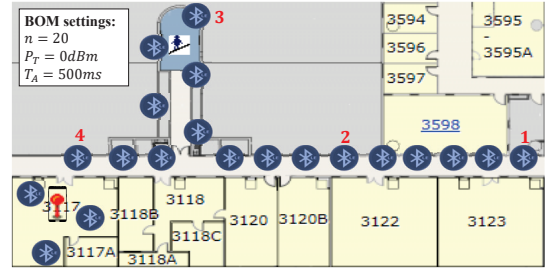 BOM settings:
n = 20
P_T = 0dBm
T_A = 500ms
3
3594
3595
-
3595A
3596
3597
3598
4
2
1
3117
3118B
3118
3120
3120B
3122
3123
3118C
3117A
3118A